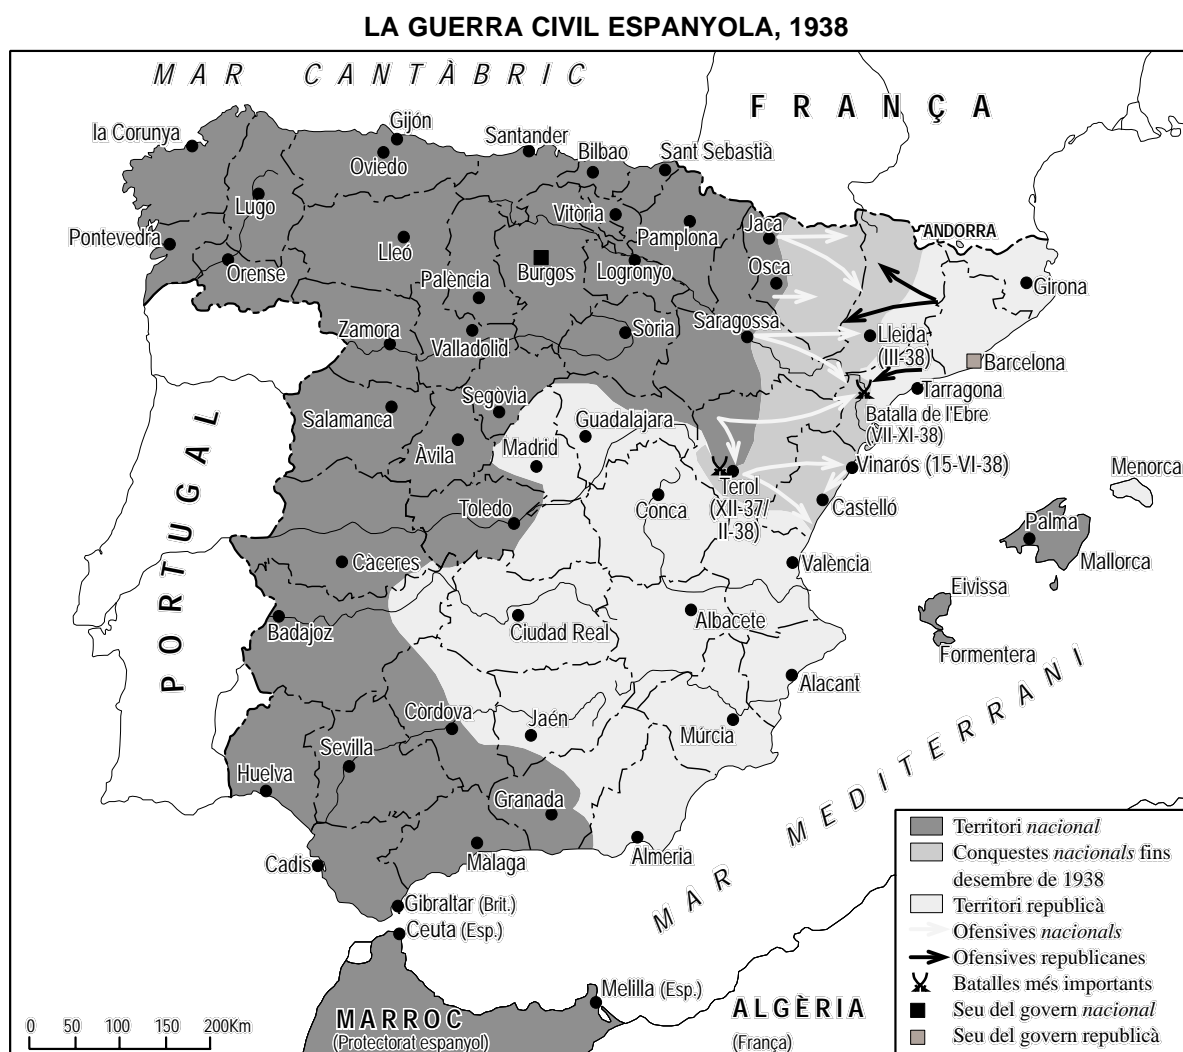 LA GUERRA CIVIL ESPANYOLA, 1938
MAR CANTÀBRIC
FRANÇA
la Corunya
Gijón
Oviedo
Santander
Bilbao
Sant Sebastià
Lugo
Vitòria
Pamplona
Jaca
ANDORRA
Pontevedra
Lleó
Orense
Burgos
Logronyo
Osca
Girona
Palència
Zamora
Valladolid
Sòria
Saragossa
Lleida
(III-38)
Barcelona
Tarragona
Salamanca
Segòvia
Àvila
Guadalajara
Madrid
Batalla de l'Ebre
(VII-XI-38)
Vinarós (15-VI-38)
Menorca
Toledo
Conca
Terol
(XII-37/
II-38)
Castelló
Palma
Mallorca
PORTUGAL
Càceres
València
Eivissa
Badajoz
Ciudad Real
Albacete
Formentera
Alacant
Còrdova
Jaén
Múrcia
Sevilla
Huelva
Granada
MAR MEDITERRANI
Cadis
Màlaga
Almeria
Gibraltar (Brit.)
Ceuta (Esp.)
Melilla (Esp.)
MARROC
(Protectorat espanyol)
ALGÈRIA
(França)
0 50 100 150 200Km
Territori nacional
Conquestes nacionals fins
desembre de 1938
Territori republicà
Ofensives nacionals
Ofensives republicanes
Batalles més importants
Seu del govern nacional
Seu del govern republicà